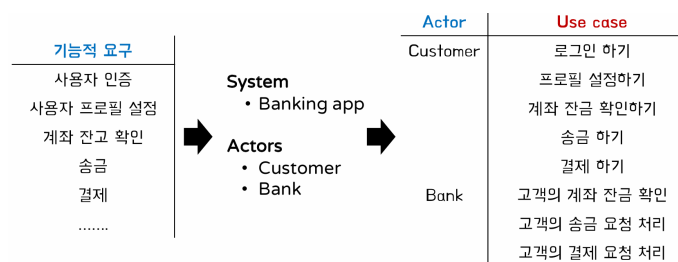 기능적 요구
사용자 인증
사용자 프로필 설정
계좌 잔고 확인
송금
결제
.......
System
• Banking app
Actors
• Customer
• Bank
Actor Use case
Customer 로그인 하기
프로필 설정하기
계좌 잔금 확인하기
송금 하기
결제 하기
Bank 고객의 계좌 잔금 확인
고객의 송금 요청 처리
고객의 결제 요청 처리